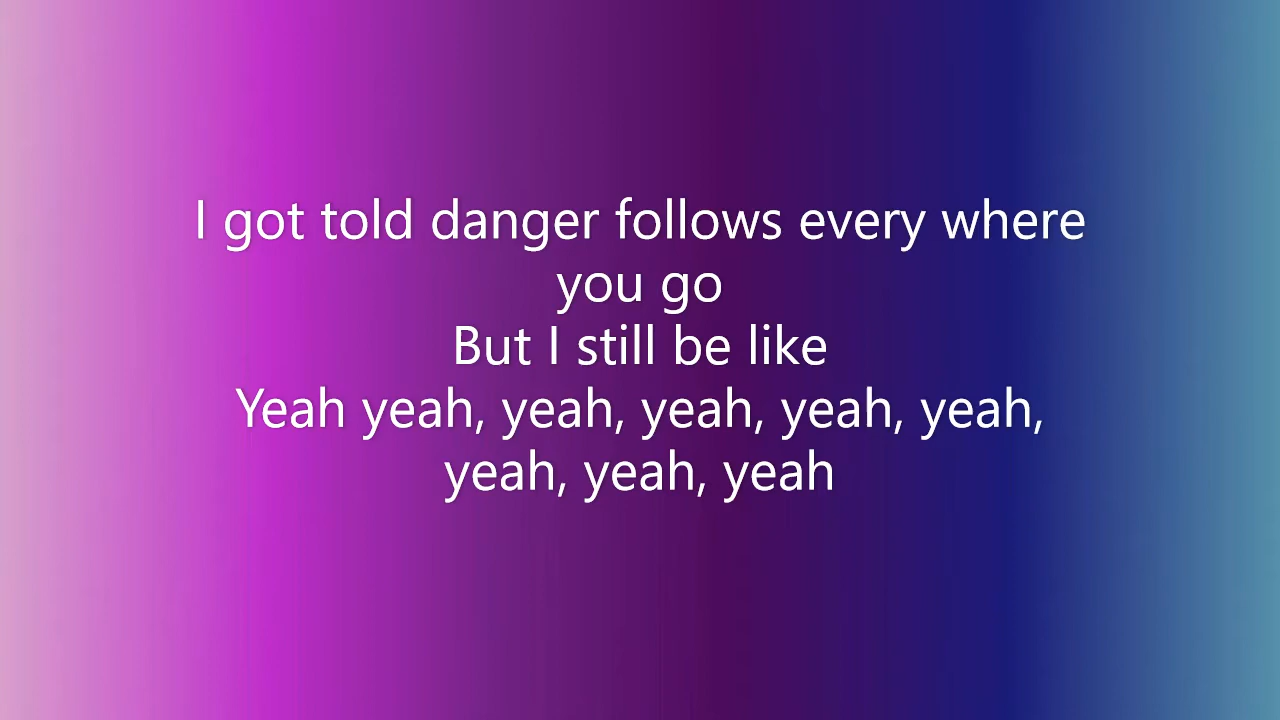 I got told danger follows every where
you go
But I still be like
Yeah yeah, yeah, yeah, yeah, yeah,
yeah, yeah, yeah